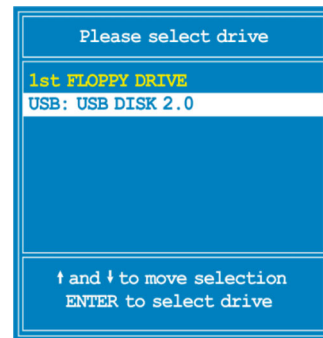 Please select drive
1st FLOPPY DRIVE
USB: USB DISK 2.0
↑ and ↓ to move selection
ENTER to select drive